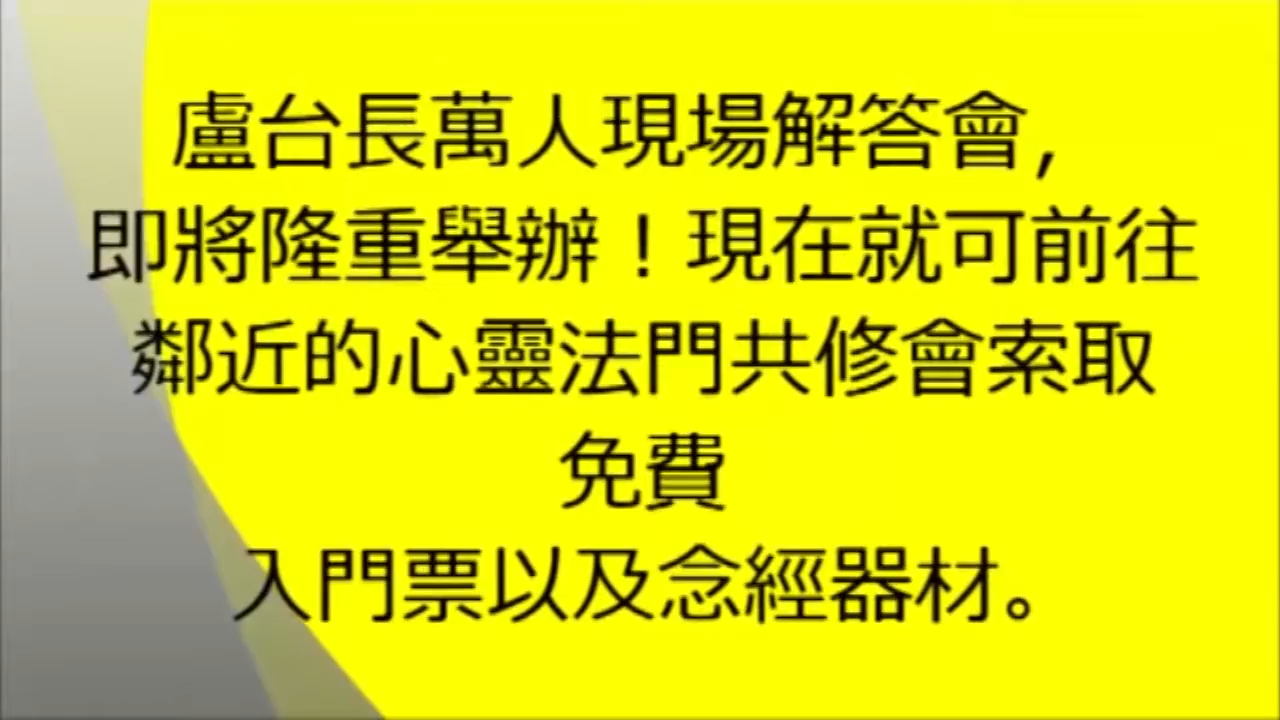 盧台長萬人現場解答會，
即將隆重舉辦！現在就可前往
鄰近的心靈法門共修會索取
免費
入門票以及念經器材。